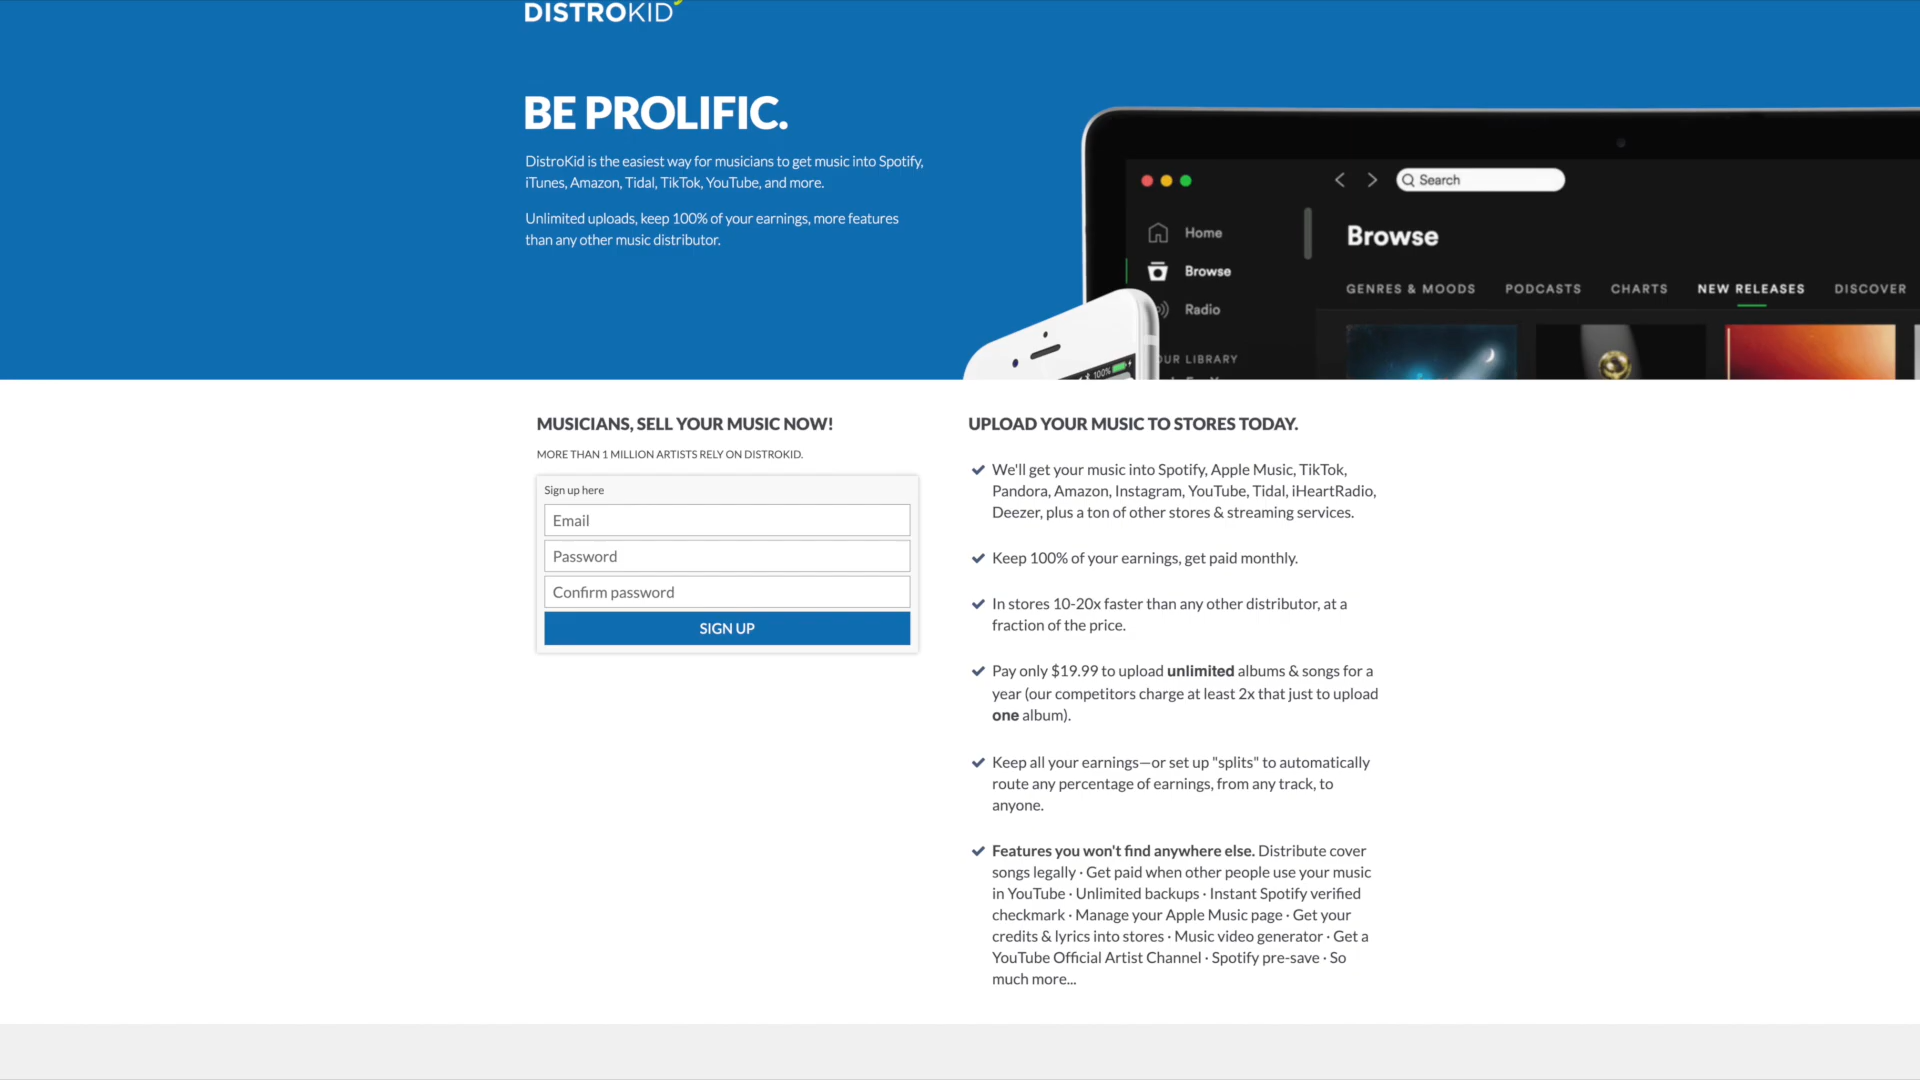 DISTROKID
BE PROLIFIC.
DistroKid is the easiest way for musicians to get music into Spotify,
iTunes, Amazon, Tidal, TikTok, YouTube, and more.
Unlimited uploads, keep 100% of your earnings, more features
than any other music distributor.
Search
Home
Browse
Browse
GENRES & MOODS PODCASTS CHARTS NEW RELEASES DISCOVER
Radio
OUR LIBRARY
100%
MUSICIANS, SELL YOUR MUSIC NOW!
MORE THAN 1 MILLION ARTISTS RELY ON DISTROKID.
Sign up here
Email
Password
Confirm password
SIGN UP
UPLOAD YOUR MUSIC TO STORES TODAY.
We'll get your music into Spotify, Apple Music, TikTok,
Pandora, Amazon, Instagram, YouTube, Tidal, iHeartRadio,
Deezer, plus a ton of other stores & streaming services.
Keep 100% of your earnings, get paid monthly.
In stores 10-20x faster than any other distributor, at a
fraction of the price.
Pay only $19.99 to upload unlimited albums & songs for a
year (our competitors charge at least 2x that just to upload
one album).
Keep all your earnings—or set up "splits" to automatically
route any percentage of earnings, from any track, to
anyone.
Features you won't find anywhere else. Distribute cover
songs legally · Get paid when other people use your music
in YouTube · Unlimited backups · Instant Spotify verified
checkmark · Manage your Apple Music page · Get your
credits & lyrics into stores · Music video generator · Get a
YouTube Official Artist Channel · Spotify pre-save · So
much more...